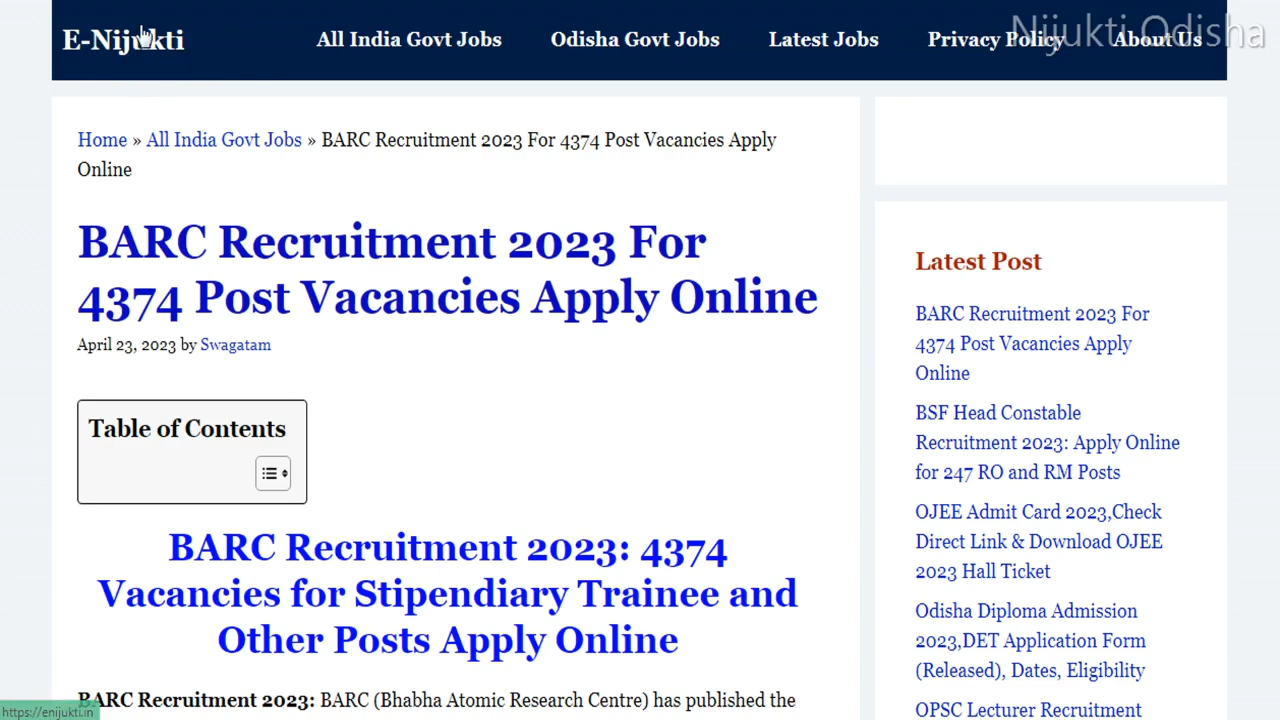 E-Nijukti
All India Govt Jobs
Odisha Govt Jobs
Latest Jobs
Privacy Policy
About Us
Nijukti Odisha
Home » All India Govt Jobs » BARC Recruitment 2023 For 4374 Post Vacancies Apply
Online
BARC Recruitment 2023 For
4374 Post Vacancies Apply Online
April 23, 2023 by Swagatam
Table of Contents
BARC Recruitment 2023: 4374
Vacancies for Stipendiary Trainee and
Other Posts Apply Online
BARC Recruitment 2023: BARC (Bhabha Atomic Research Centre) has published the
Latest Post
BARC Recruitment 2023 For
4374 Post Vacancies Apply
Online
BSF Head Constable
Recruitment 2023: Apply Online
for 247 RO and RM Posts
OJEE Admit Card 2023,Check
Direct Link & Download OJEE
2023 Hall Ticket
Odisha Diploma Admission
2023,DET Application Form
(Released), Dates, Eligibility
OPSC Lecturer Recruitment
https://enijukti.in